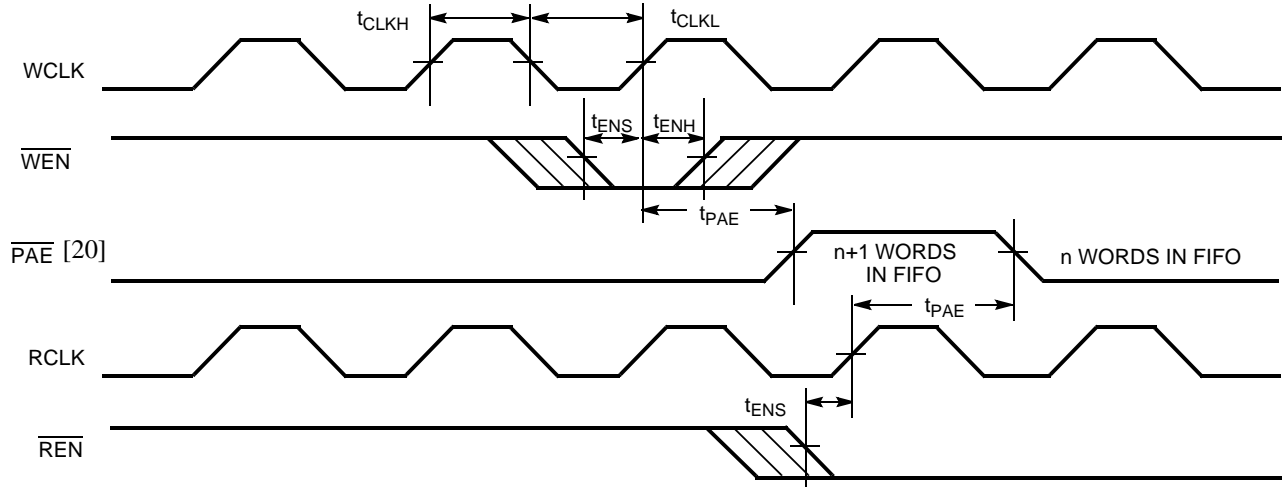 tCLKH
tCLKL
WCLK
tENS
tENH
WEN
tPAE
PAE [20]
n+1 WORDS
IN FIFO
n WORDS IN FIFO
tPAE
RCLK
tENS
REN